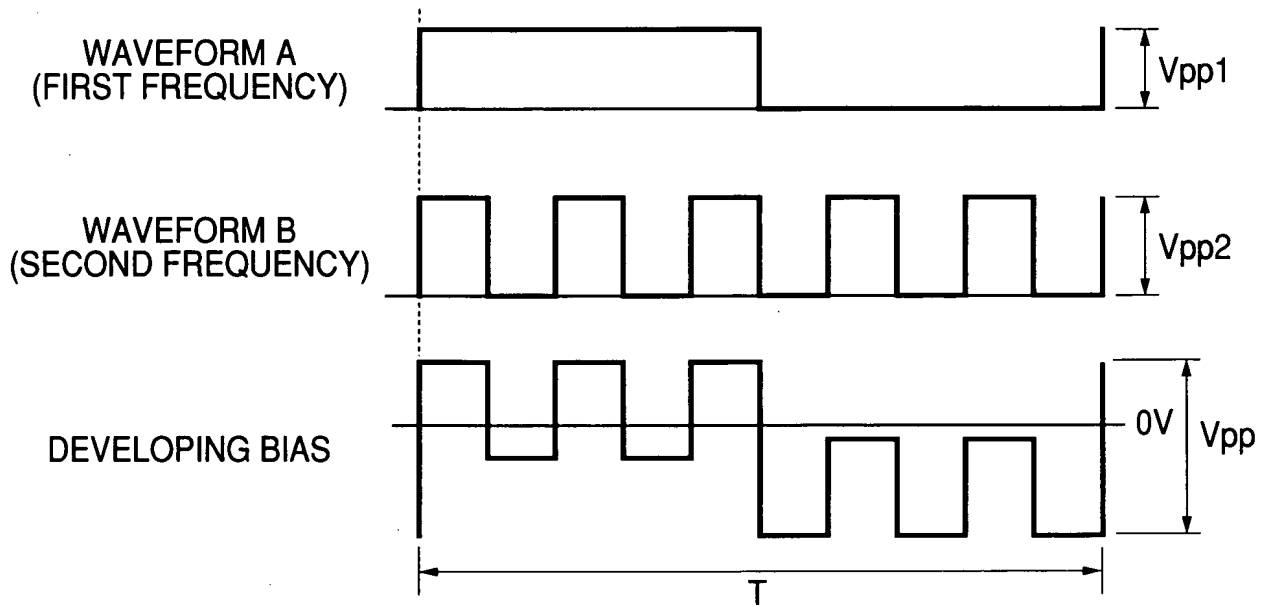 WAVEFORM A
(FIRST FREQUENCY)
Vpp1
WAVEFORM B
(SECOND FREQUENCY)
Vpp2
DEVELOPING BIAS
0V
Vpp
T